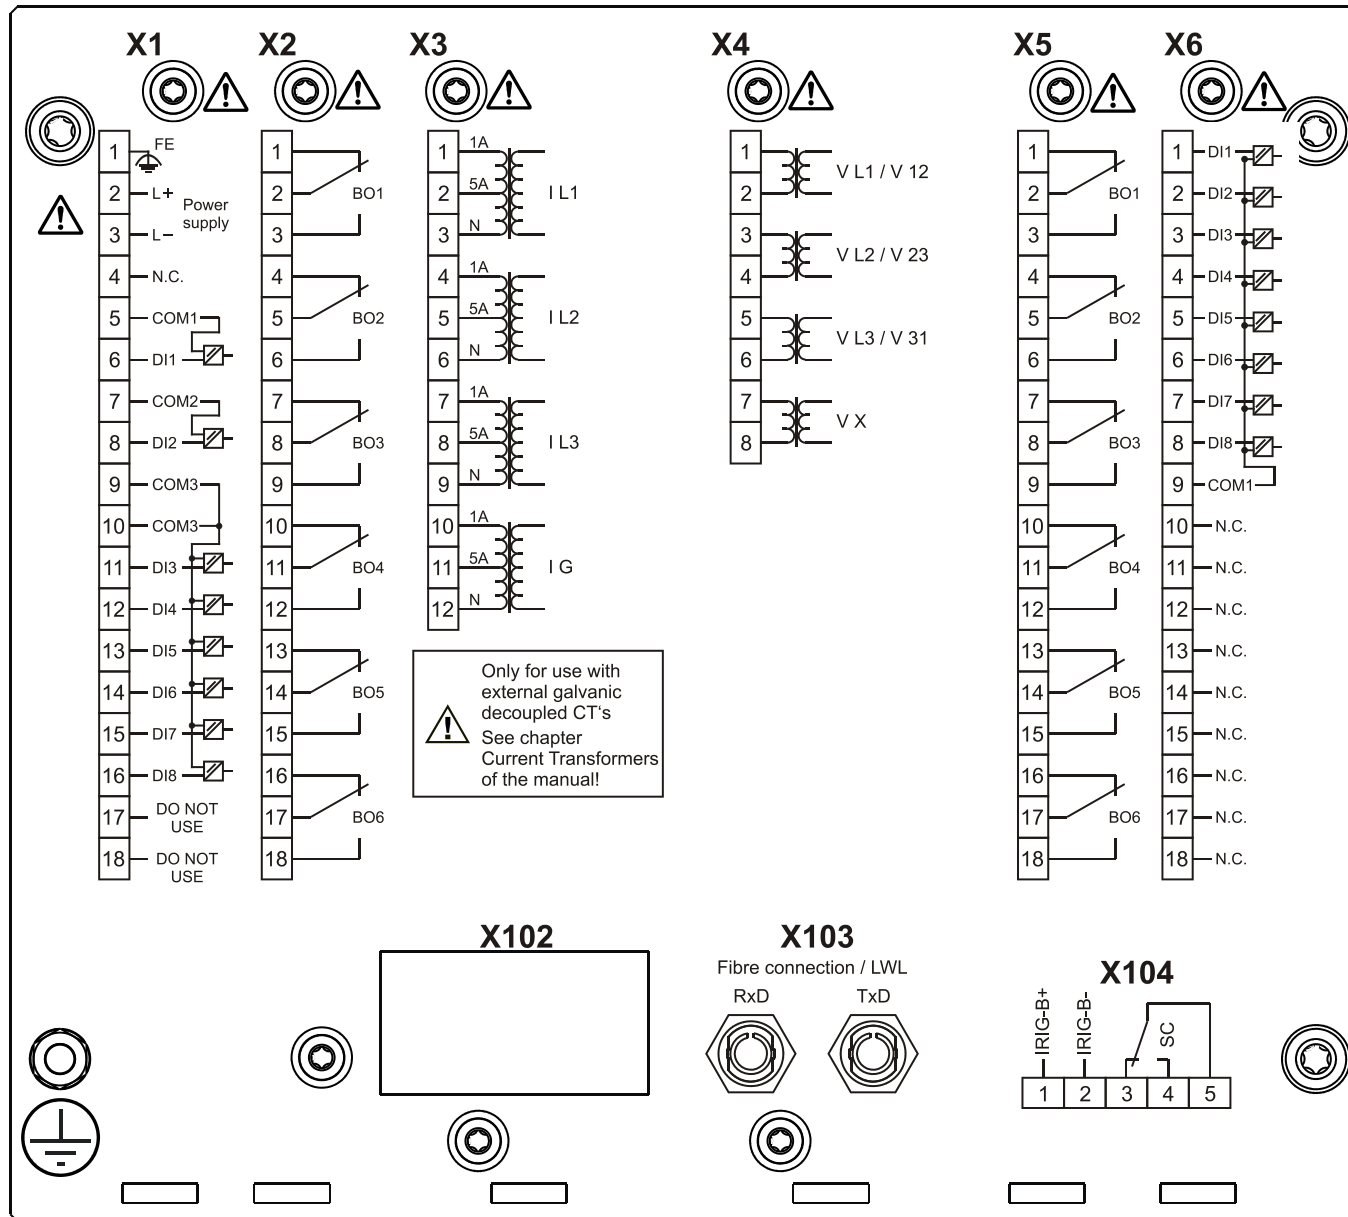 X1
X2
X3
X4
X5
X6
1 FE
2 L+
3 L–
Power
supply
4 N.C.
5 COM1
6 DI1
7 COM2
8 DI2
9 COM3
10 COM3
11 DI3
12 DI4
13 DI5
14 DI6
15 DI7
16 DI8
17 DO NOT
USE
18 DO NOT
USE
1
2 BO1
3
4
5 BO2
6
7
8 BO3
9
10
11 BO4
12
13
14 BO5
15
16
17 BO6
18
1 1A
2 5A I L1
3 N
4 1A
5 5A I L2
6 N
7 1A
8 5A I L3
9 N
10 1A
11 5A I G
12 N
Only for use with
external galvanic
decoupled CT's
See chapter
Current Transformers
of the manual!
1
V L1 / V 12
2
3
V L2 / V 23
4
5
V L3 / V 31
6
7
V X
8
1
2 BO1
3
4
5 BO2
6
7
8 BO3
9
10
11 BO4
12
13
14 BO5
15
16
17 BO6
18
1 DI1
2 DI2
3 DI3
4 DI4
5 DI5
6 DI6
7 DI7
8 DI8
9 COM1
10 N.C.
11 N.C.
12 N.C.
13 N.C.
14 N.C.
15 N.C.
16 N.C.
17 N.C.
18 N.C.
X102
X103
Fibre connection / LWL
RxD TxD
X104
IRIG-B+
IRIG-B-
SC
1 2 3 4 5